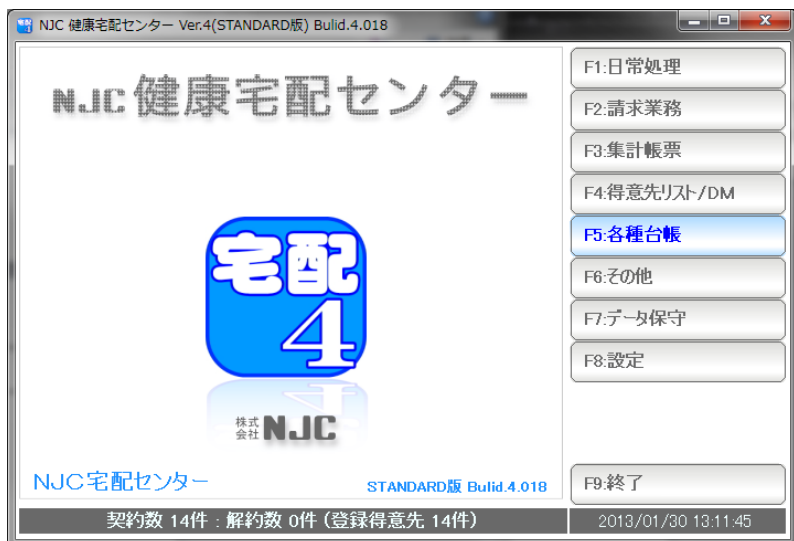 NJC 健康宅配センター Ver.4(STANDARD版) Bulid.4.018
NJC健康宅配センター
宅配
4
株式会社NJC
NJC宅配センター
STANDARD版 Bulid.4.018
F1:日常処理
F2:請求業務
F3:集計帳票
F4:得意先リスト/DM
F5:各種台帳
F6:その他
F7:データ保守
F8:設定
F9:終了
契約数 14件 : 解約数 0件 (登録得意先 14件)
2013/01/30 13:11:45